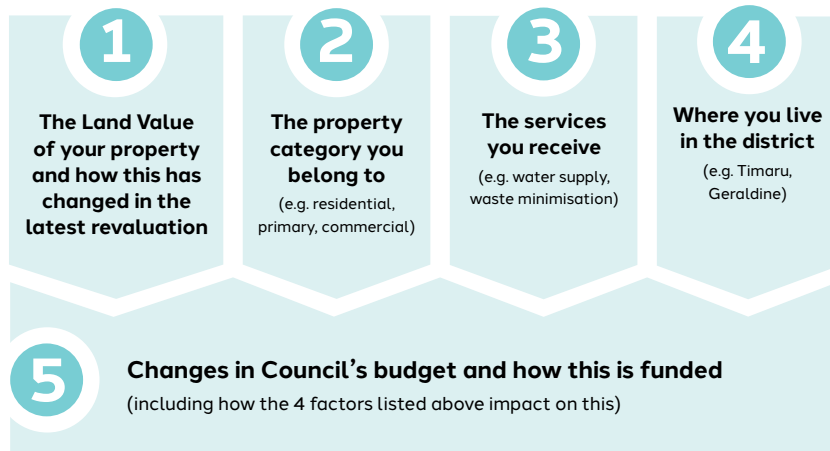 1
The Land Value
of your property
and how this has
changed in the
latest revaluation
2
The property
category you
belong to
(e.g. residential,
primary, commercial)
3
The services
you receive
(e.g. water supply,
waste minimisation)
4
Where you live
in the district
(e.g. Timaru,
Geraldine)
5
Changes in Council’s budget and how this is funded
(including how the 4 factors listed above impact on this)